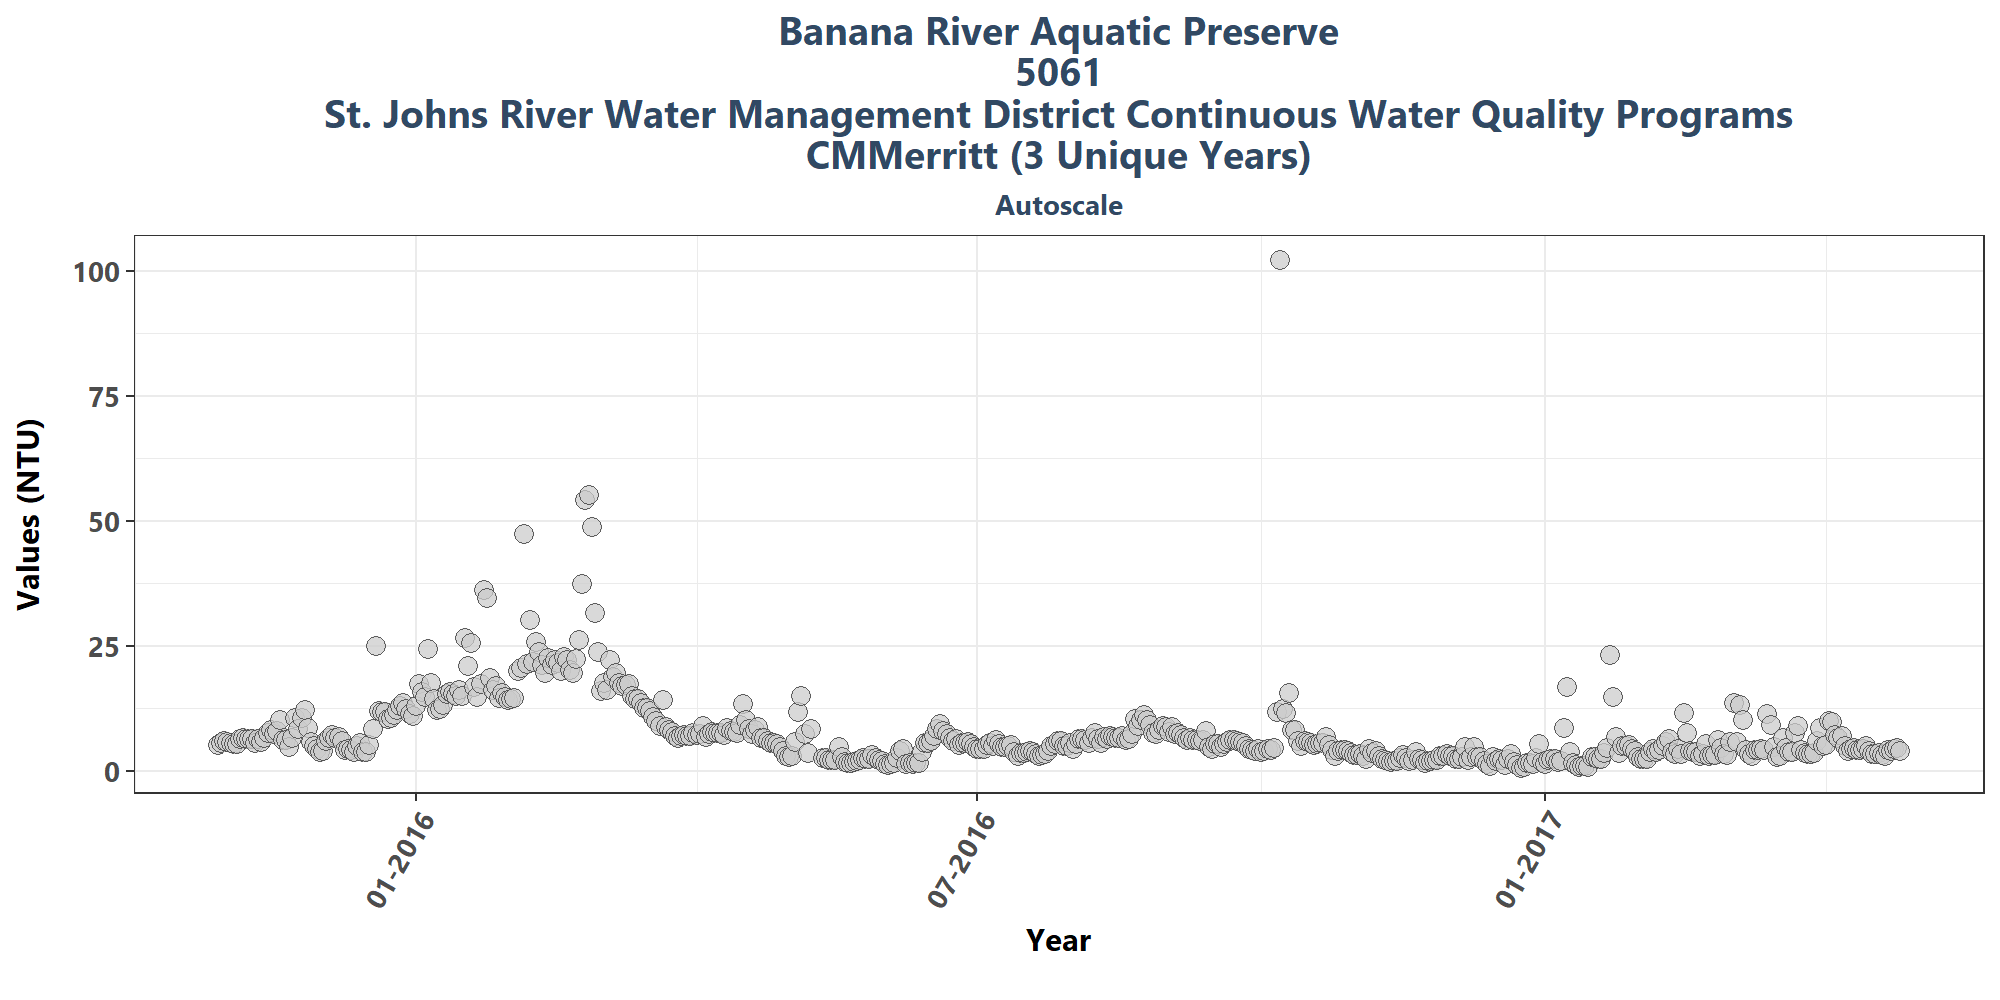 Banana River Aquatic Preserve
5061
St. Johns River Water Management District Continuous Water Quality Programs
CMMerritt (3 Unique Years)
Autoscale
Values (NTU)
100
75
50
25
0
01-2016
07-2016
01-2017
Year